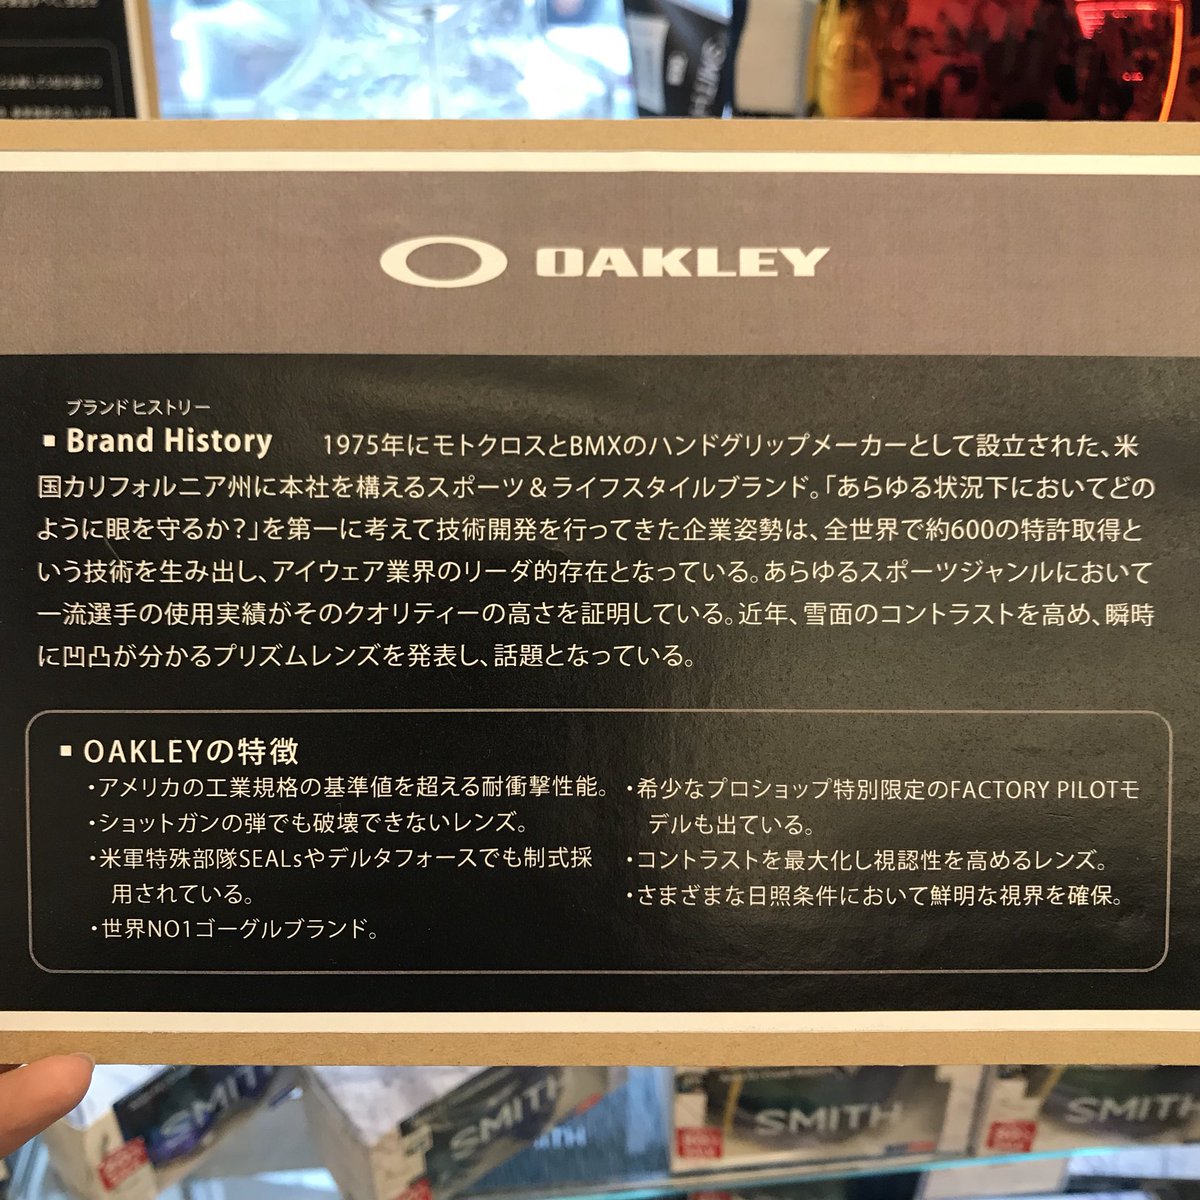 OAKLEY
ブランドヒストリー
▪ Brand History 1975年にモトクロスとBMXのハンドグリップメーカーとして設立された、米
国カリフォルニア州に本社を構えるスポーツ&ライフスタイルブランド。「あらゆる状況下においてどの
ように眼を守るか?」を第一に考えて技術開発を行ってきた企業姿勢は、全世界で約600の特許取得と
いう技術を生み出し、アイウェア業界のリーダ的存在となっている。あらゆるスポーツジャンルにおいて
一流選手の使用実績がそのクオリティーの高さを証明している。近年、雪面のコントラストを高め、瞬時
に凹凸が分かるプリズムレンズを発表し、話題となっている。
▪ OAKLEYの特徴
・アメリカの工業規格の基準値を超える耐衝撃性能。
・ショットガンの弾でも破壊できないレンズ。
・米軍特殊部隊SEALsやデルタフォースでも制式採
用されている。
・世界NO1ゴーグルブランド。
・希少なプロショップ特別限定のFACTORY PILOTモ
デルも出ている。
・コントラストを最大化し視認性を高めるレンズ。
・さまざまな日照条件において鮮明な視界を確保。
SMITH
SMITH
SMITH
SMITH
SMITH